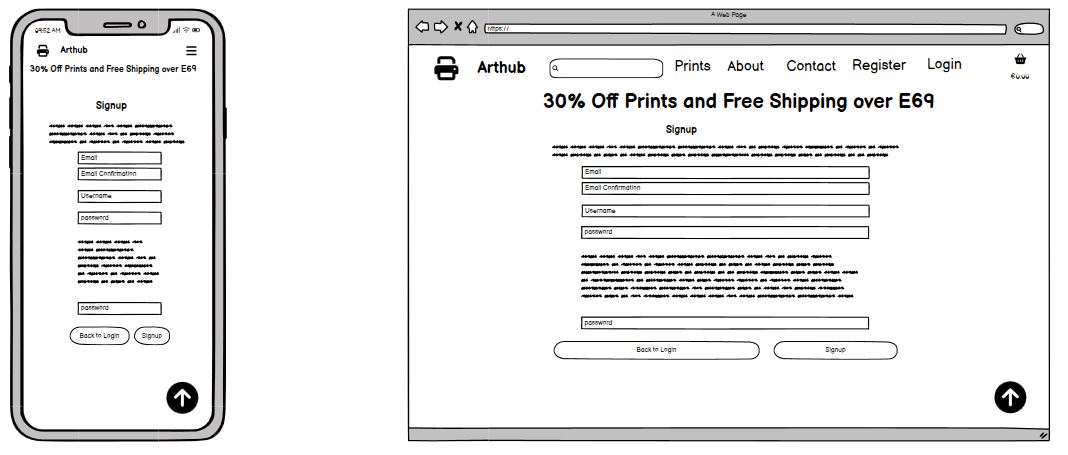 09:52 AM
Arthub
30% Off Prints and Free Shipping over E69
Signup
Email
Email Confirmation
Username
password
password
Back to Login
Signup
A Web Page
https://
Arthub
Prints
About
Contact
Register
Login
€0.00
30% Off Prints and Free Shipping over E69
Signup
Email
Email Confirmation
Username
password
password
Back to Login
Signup